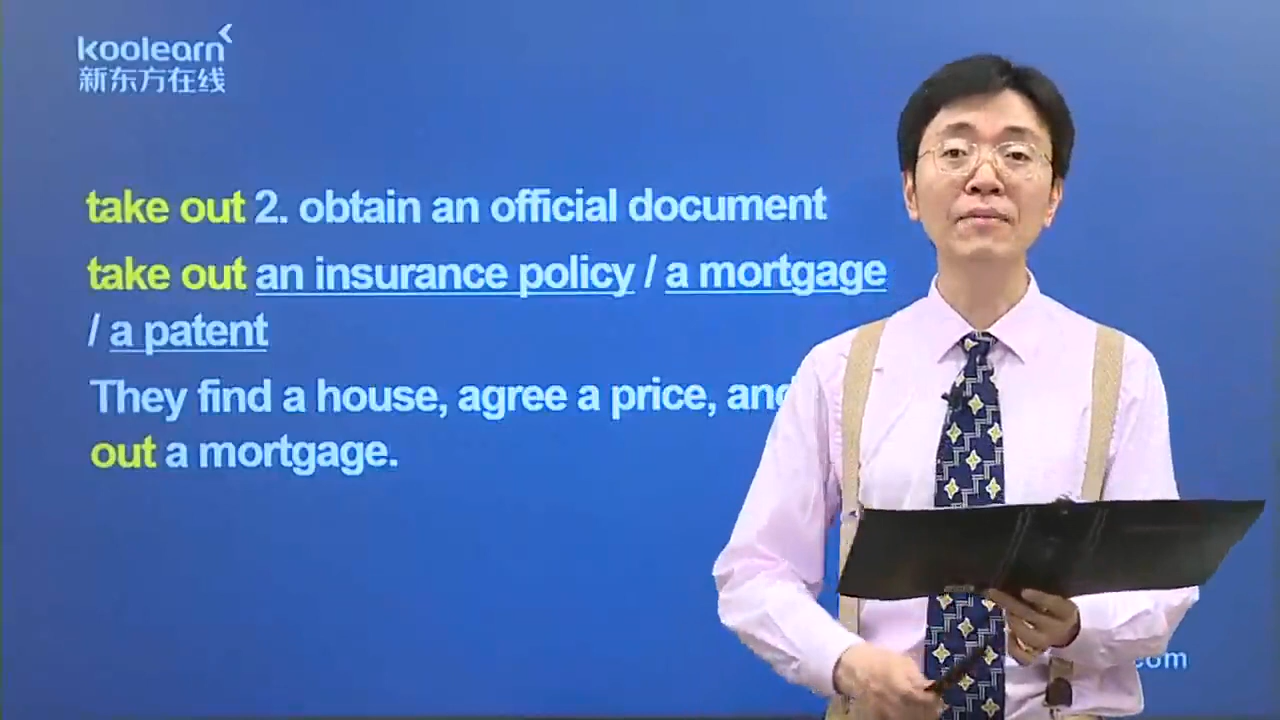 koolearn
新东方在线
take out 2. obtain an official document
take out an insurance policy / a mortgage
/ a patent
They find a house, agree a price, and
out a mortgage.
com